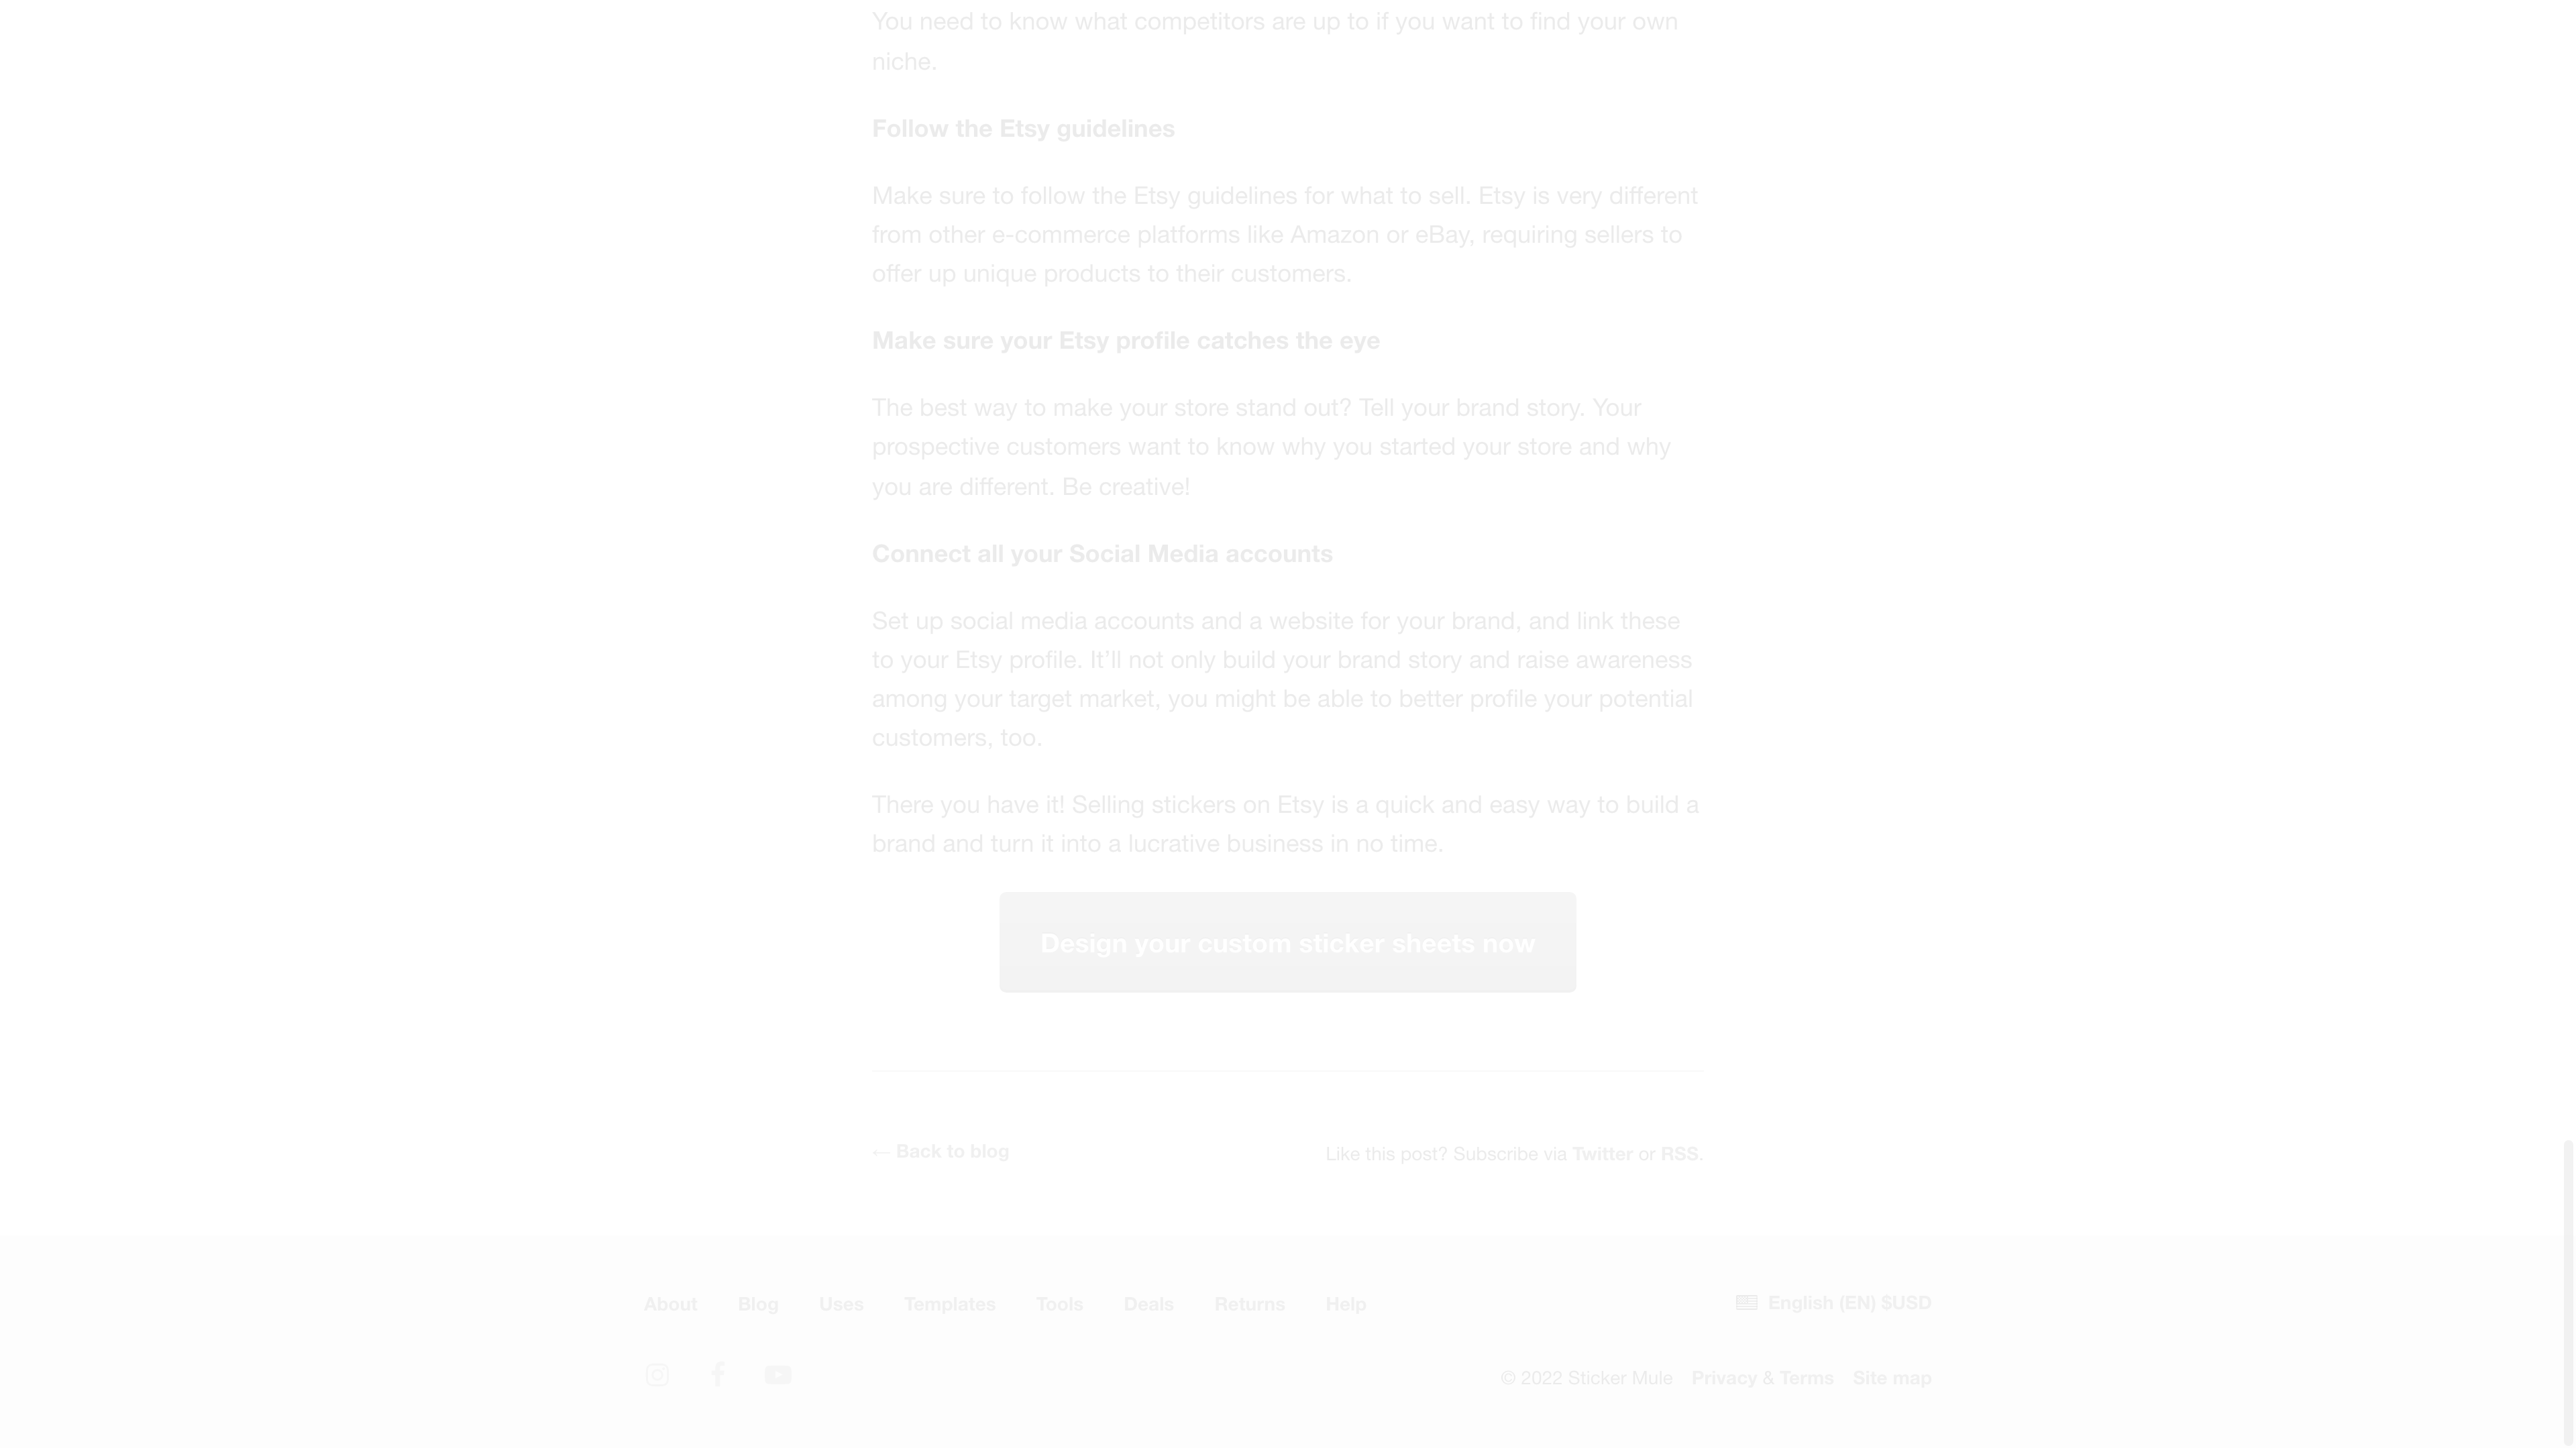 You need to know what competitors are up to if you want to find your own
niche.
Follow the Etsy guidelines
Make sure to follow the Etsy guidelines for what to sell. Etsy is very different
from other e-commerce platforms like Amazon or eBay, requiring sellers to
offer up unique products to their customers.
Make sure your Etsy profile catches the eye
The best way to make your store stand out? Tell your brand story. Your
prospective customers want to know why you started your store and why
you are different. Be creative!
Connect all your Social Media accounts
Set up social media accounts and a website for your brand, and link these
to your Etsy profile. It’ll not only build your brand story and raise awareness
among your target market, you might be able to better profile your potential
customers, too.
There you have it! Selling stickers on Etsy is a quick and easy way to build a
brand and turn it into a lucrative business in no time.
Design your custom sticker sheets now
← Back to blog
Like this post? Subscribe via Twitter or RSS.
About Blog Uses Templates Tools Deals Returns Help
English (EN) $USD
© 2022 Sticker Mule Privacy & Terms Site map